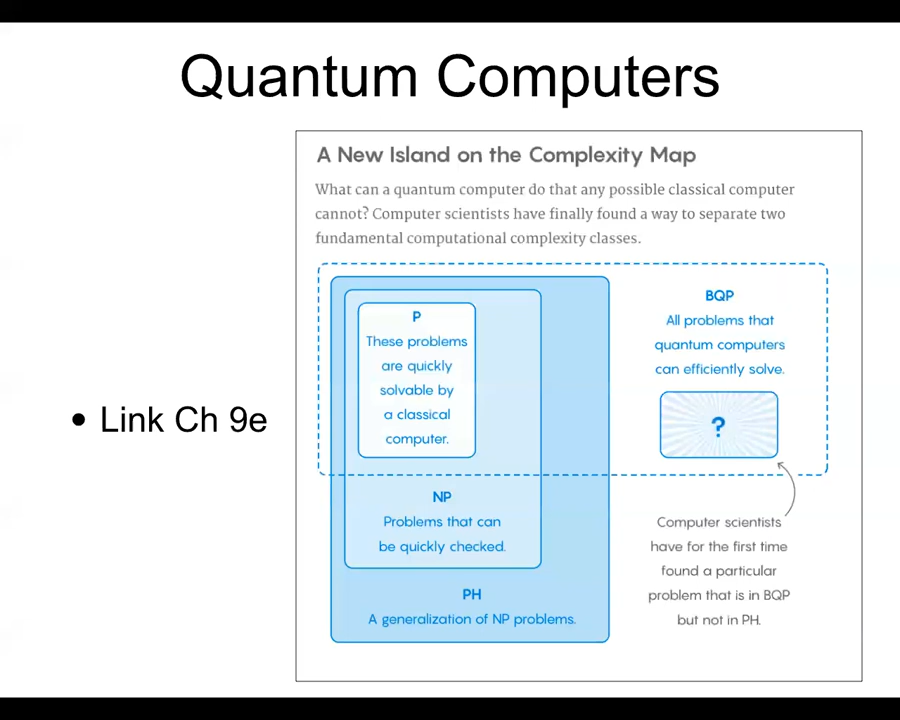 Quantum Computers
• Link Ch 9e
A New Island on the Complexity Map
What can a quantum computer do that any possible classical computer
cannot? Computer scientists have finally found a way to separate two
fundamental computational complexity classes.
P
These problems
are quickly
solvable by
a classical
computer.
NP
Problems that can
be quickly checked.
PH
A generalization of NP problems.
BQP
All problems that
quantum computers
can efficiently solve.
?
Computer scientists
have for the first time
found a particular
problem that is in BQP
but not in PH.